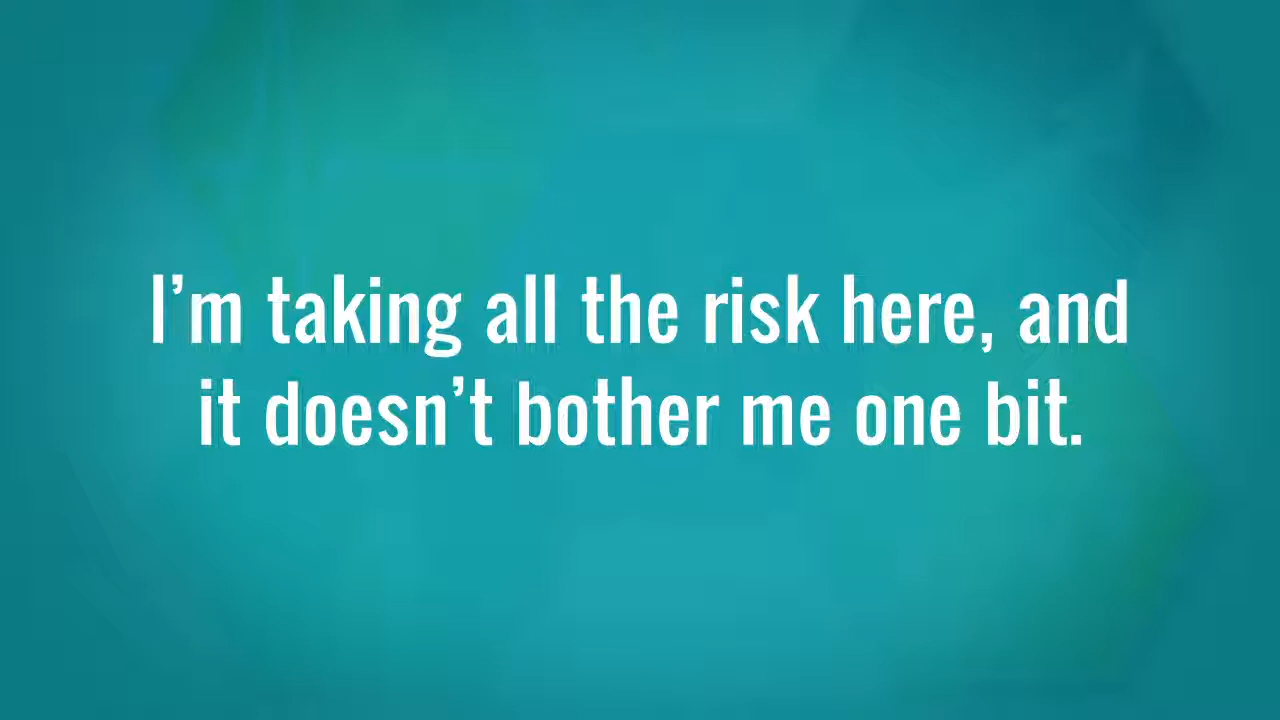 I’m taking all the risk here, and
it doesn’t bother me one bit.